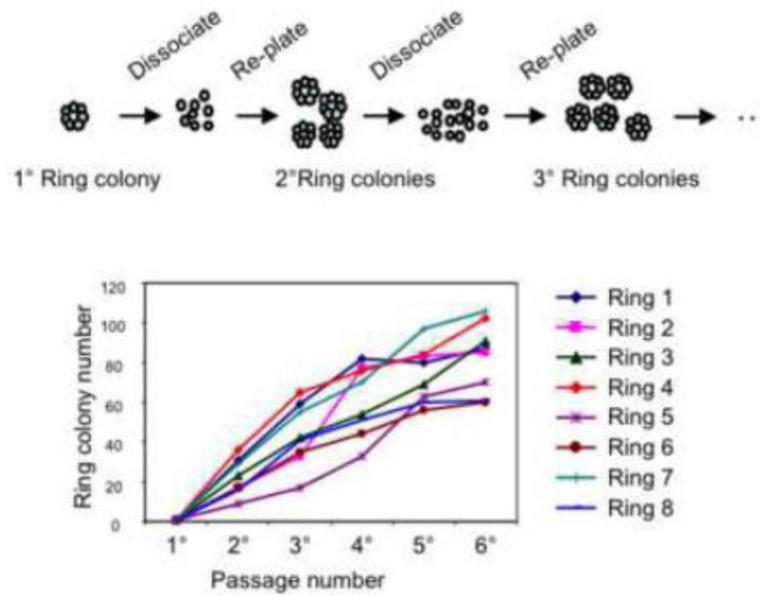 Dissociate Re-plate Dissociate Re-plate
1° Ring colony 2°Ring colonies 3° Ring colonies
Ring colony number
120
100
80
60
40
20
0
1° 2° 3° 4° 5° 6°
Passage number
Ring 1
Ring 2
Ring 3
Ring 4
Ring 5
Ring 6
Ring 7
Ring 8